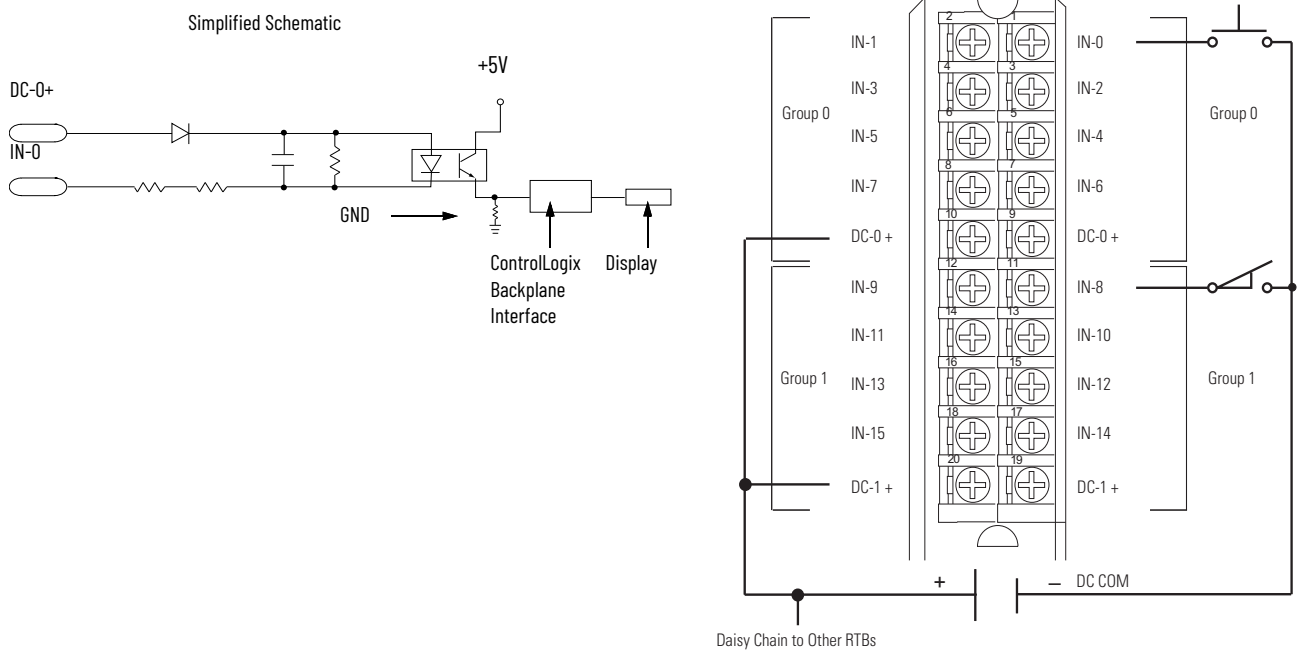 Simplified Schematic
+5V
DC-0+
IN-0
GND
ControlLogix
Backplane
Interface
Display
Group 0
Group 1
IN-1
IN-3
IN-5
IN-7
DC-0 +
IN-9
IN-11
IN-13
IN-15
DC-1 +
2 1
4 3
6 5
8 7
10 9
12 11
14 13
16 15
18 17
20 19
IN-0
IN-2
IN-4
IN-6
DC-0 +
IN-8
IN-10
IN-12
IN-14
DC-1 +
Group 0
Group 1
+ – DC COM
Daisy Chain to Other RTBs